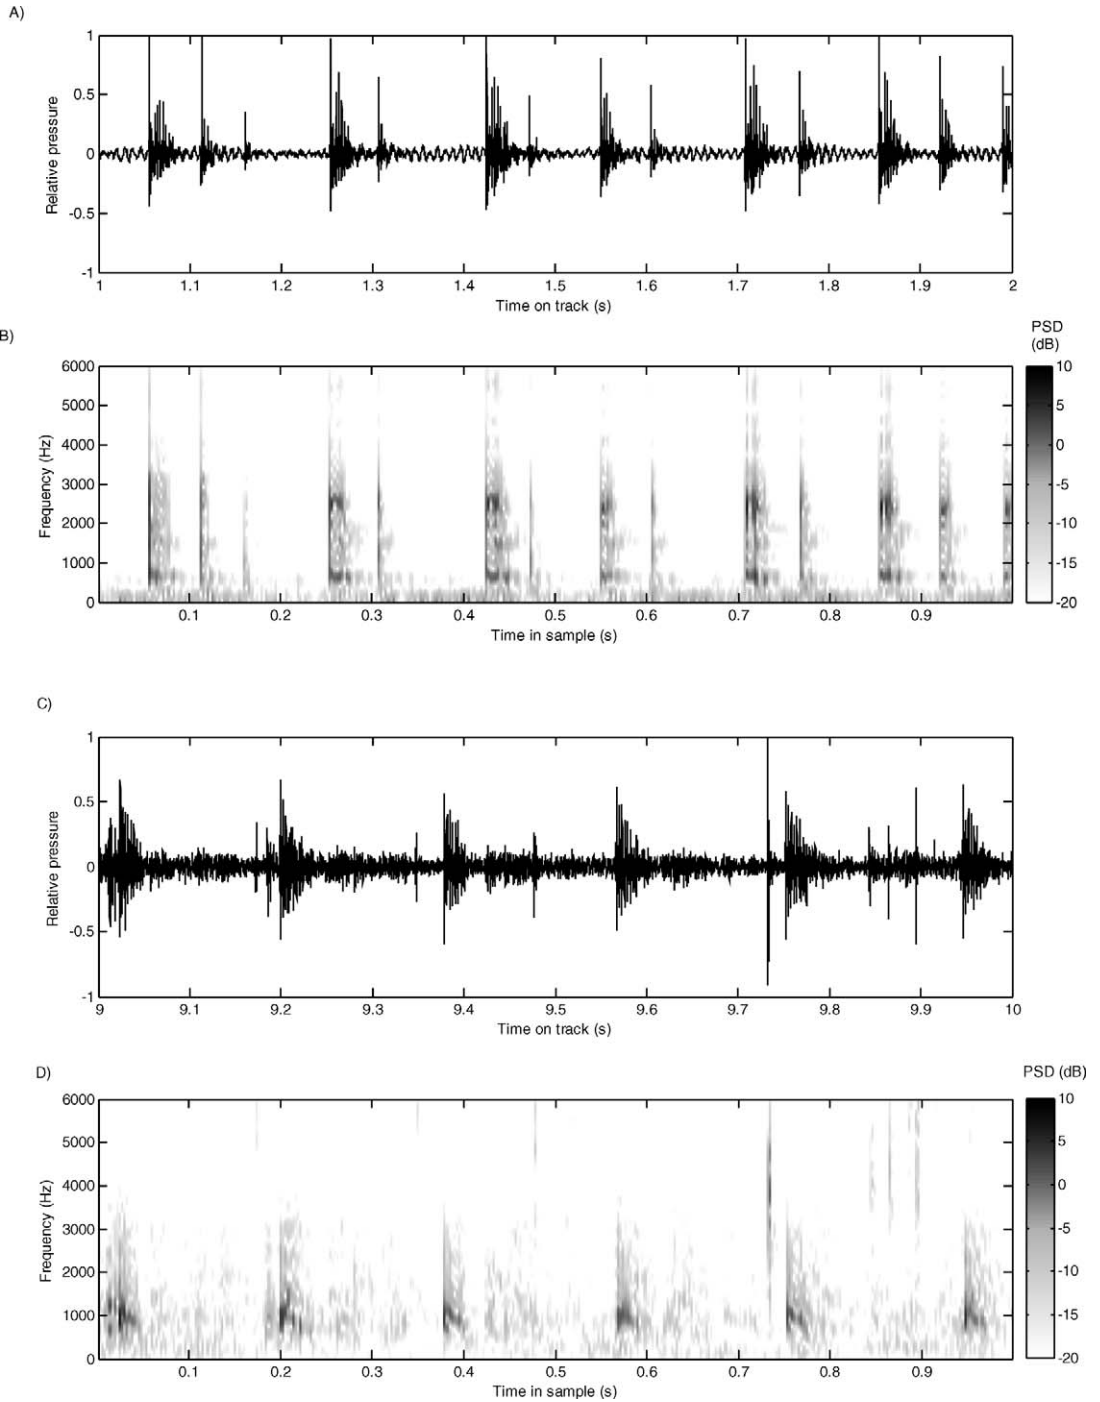 A)
1
0.5
0
-0.5
-1
Relative pressure
1 1.1 1.2 1.3 1.4 1.5 1.6 1.7 1.8 1.9 2
Time on track (s)
B)
PSD
(dB)
6000
5000
4000
3000
2000
1000
0
Frequency (Hz)
0.1 0.2 0.3 0.4 0.5 0.6 0.7 0.8 0.9
Time in sample (s)
10
5
0
-5
-10
-15
-20
C)
1
0.5
0
-0.5
-1
Relative pressure
9 9.1 9.2 9.3 9.4 9.5 9.6 9.7 9.8 9.9 10
Time on track (s)
D)
PSD (dB)
6000
5000
4000
3000
2000
1000
0
Frequency (Hz)
0.1 0.2 0.3 0.4 0.5 0.6 0.7 0.8 0.9
Time in sample (s)
10
5
0
-5
-10
-15
-20